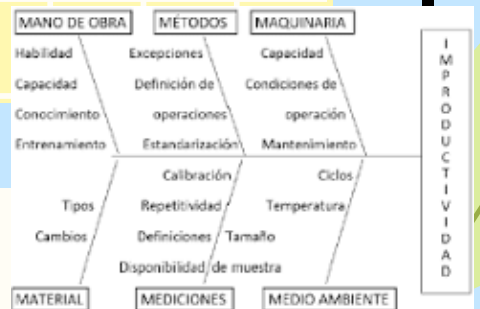 MANO DE OBRA
MÉTODOS
MAQUINARIA
Habilidad
Excepciones
Capacidad
Capacidad
Definición de
Condiciones de
Conocimiento
operaciones
operación
Entrenamiento
Estandarización
Mantenimiento
Calibración
Ciclos
Tipos
Repetitividad
Temperatura
Cambios
Definiciones
Tamaño
Disponibilidad de muestra
MATERIAL
MEDICIONES
MEDIO AMBIENTE
IMPRODUCTIVIDAD